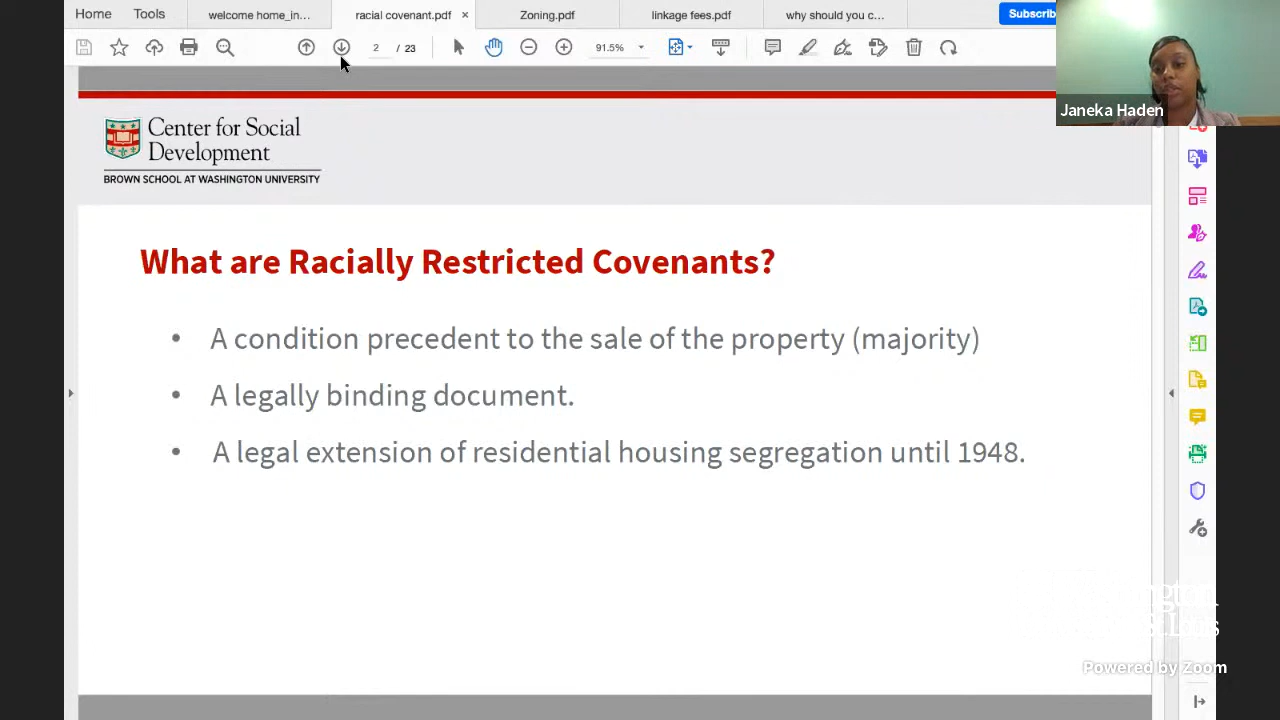 Home Tools welcome home_in... racial covenant.pdf × Zoning.pdf linkage fees.pdf why should you c... Subscrib
2 / 23 91.5%
Janeka Haden
Center for Social
Development
BROWN SCHOOL AT WASHINGTON UNIVERSITY
What are Racially Restricted Covenants?
• A condition precedent to the sale of the property (majority)
• A legally binding document.
• A legal extension of residential housing segregation until 1948.
Powered by Zoom